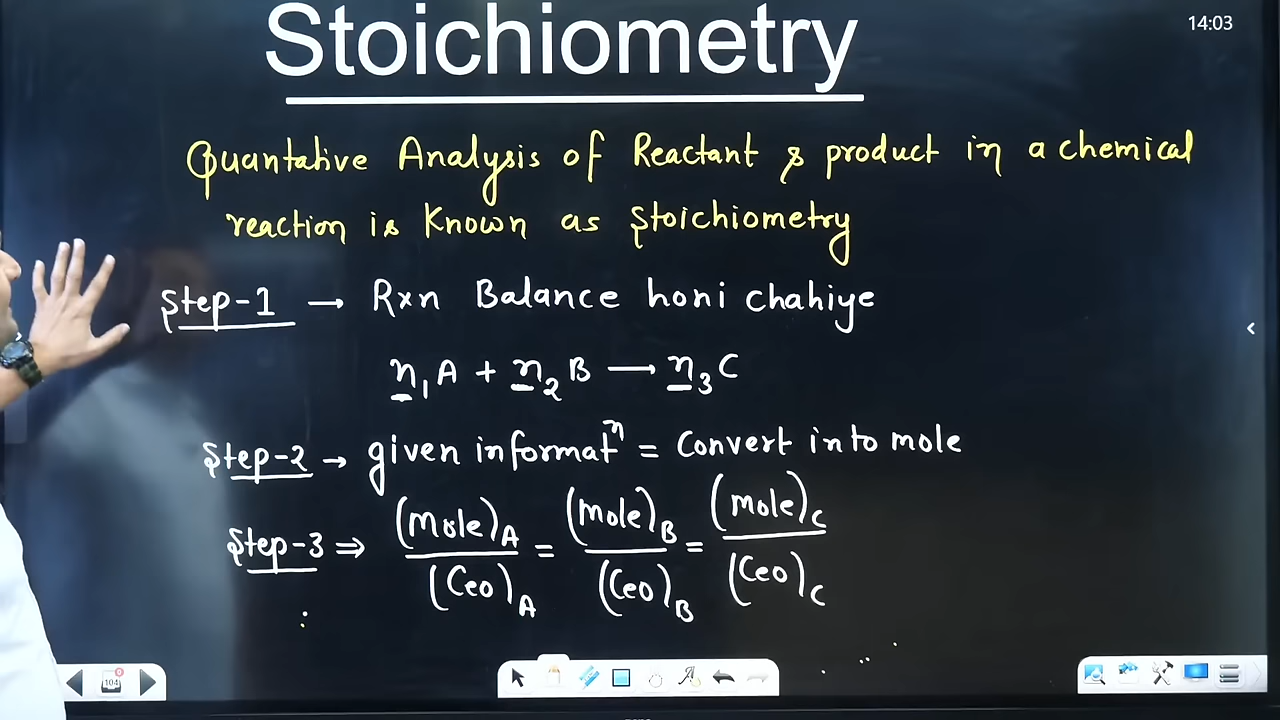 Stoichiometry
14:03
Quantative Analysis of Reactant & product in a chemical
reaction is Known as Stoichiometry
Step-1 → Rxn Balance honi chahiye
n₁A + n₂B → n₃C
Step-2 → given informatⁿ = Convert into mole
Step-3 ⇒ (Mole)A/(Ceo)A = (Mole)B/(Ceo)B = (Mole)C/(Ceo)C
104